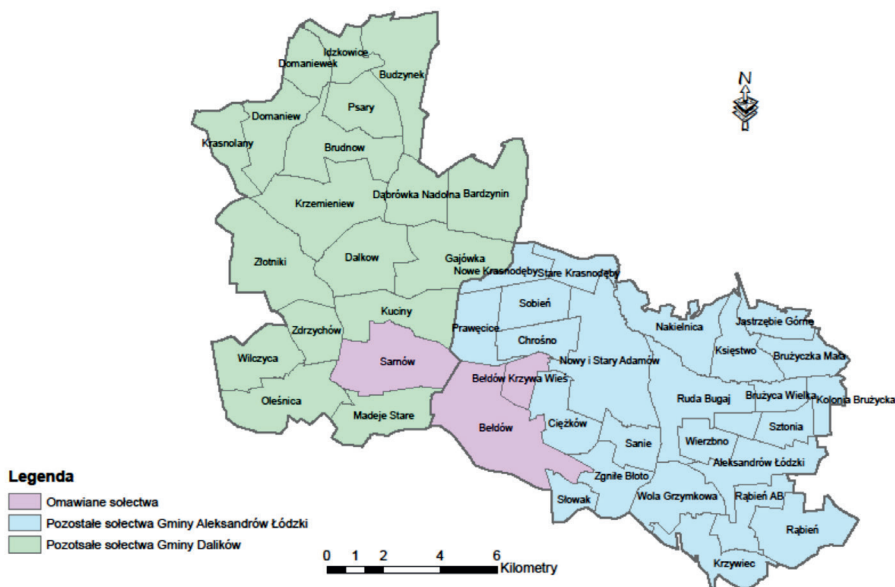 Idzkowice
Domaniewek
Budzynek
N
Psary
Domaniew
Krasnolany
Brudnow
Dąbrówka Nadolna
Bardzynin
Krzemieniew
Złotniki
Dalkow
Gajówka
Nowe Krasnodęby
Stare Krasnodęby
Sobień
Kuciny
Prawęcice
Zdrzychów
Nakielnica
Jastrzębie Górne
Chrośno
Księstwo
Wilczyca
Sarnów
Nowy i Stary Adamów
Brużyczka Mała
Bełdów Krzywa Wieś
Oleśnica
Ruda Bugaj
Brużyca Wielka
Kolonia Brużycka
Madeje Stare
Bełdów
Ciężków
Sztonia
Sanie
Wierzbno
Aleksandrów Łódzki
Zgniłe Błoto
Słowak
Wola Grzymkowa
Rąbień AB
Rąbień
Krzywiec
Legenda
Omawiane sołectwa
Pozostałe sołectwa Gminy Aleksandrów Łódzki
Pozotsałe sołectwa Gminy Dalików
0 1 2 4 6
Kilometry